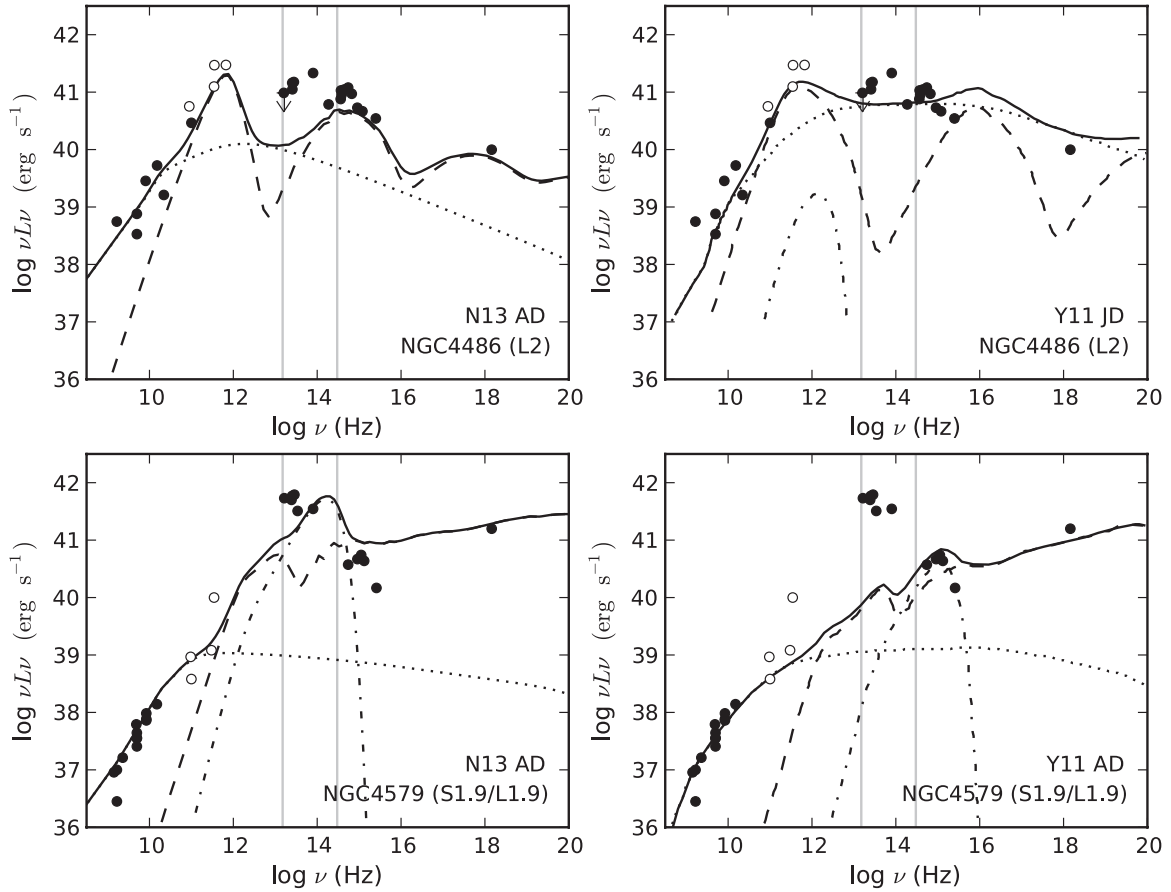 42
41
40
39
38
37
36
log νLν (erg s⁻¹)
N13 AD
NGC4486 (L2)
10 12 14 16 18 20
log ν (Hz)
42
41
40
39
38
37
36
log νLν (erg s⁻¹)
Y11 JD
NGC4486 (L2)
10 12 14 16 18 20
log ν (Hz)
42
41
40
39
38
37
36
log νLν (erg s⁻¹)
N13 AD
NGC4579 (S1.9/L1.9)
10 12 14 16 18 20
log ν (Hz)
42
41
40
39
38
37
36
log νLν (erg s⁻¹)
Y11 AD
NGC4579 (S1.9/L1.9)
10 12 14 16 18 20
log ν (Hz)